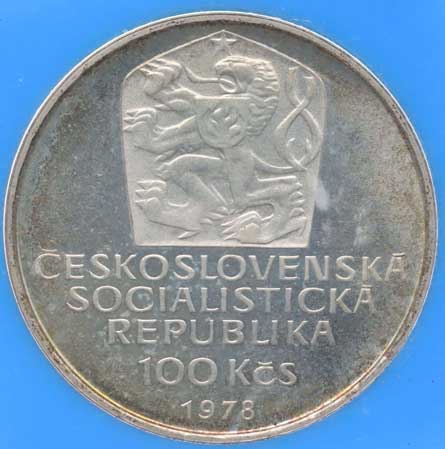 ČESKOSLOVENSKÁ
SOCIALISTICKÁ
REPUBLIKA
100 Kčs
1978